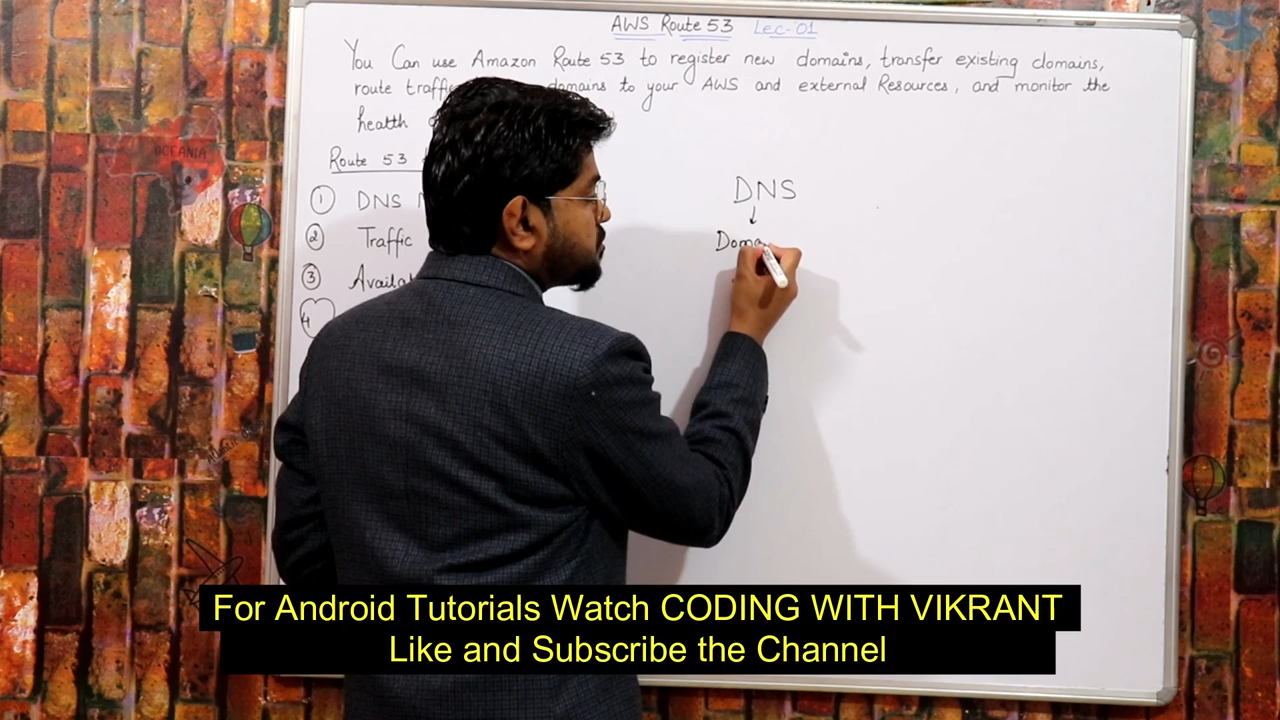 AWS Route 53 Lec-01
You Can use Amazon Route 53 to register new domains, transfer existing domains,
route traffic domains to your AWS and external Resources, and monitor the
health
Route 53
1 DNS
2 Traffic
3 Availa
4
DNS
Doma
OCEANIA
For Android Tutorials Watch CODING WITH VIKRANT
Like and Subscribe the Channel